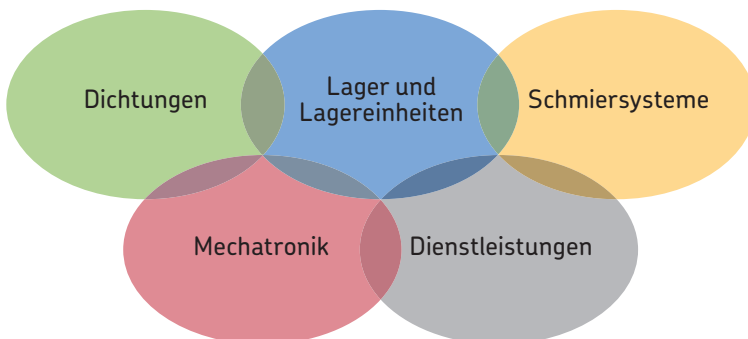 Dichtungen
Lager und
Lagereinheiten
Schmiersysteme
Mechatronik
Dienstleistungen